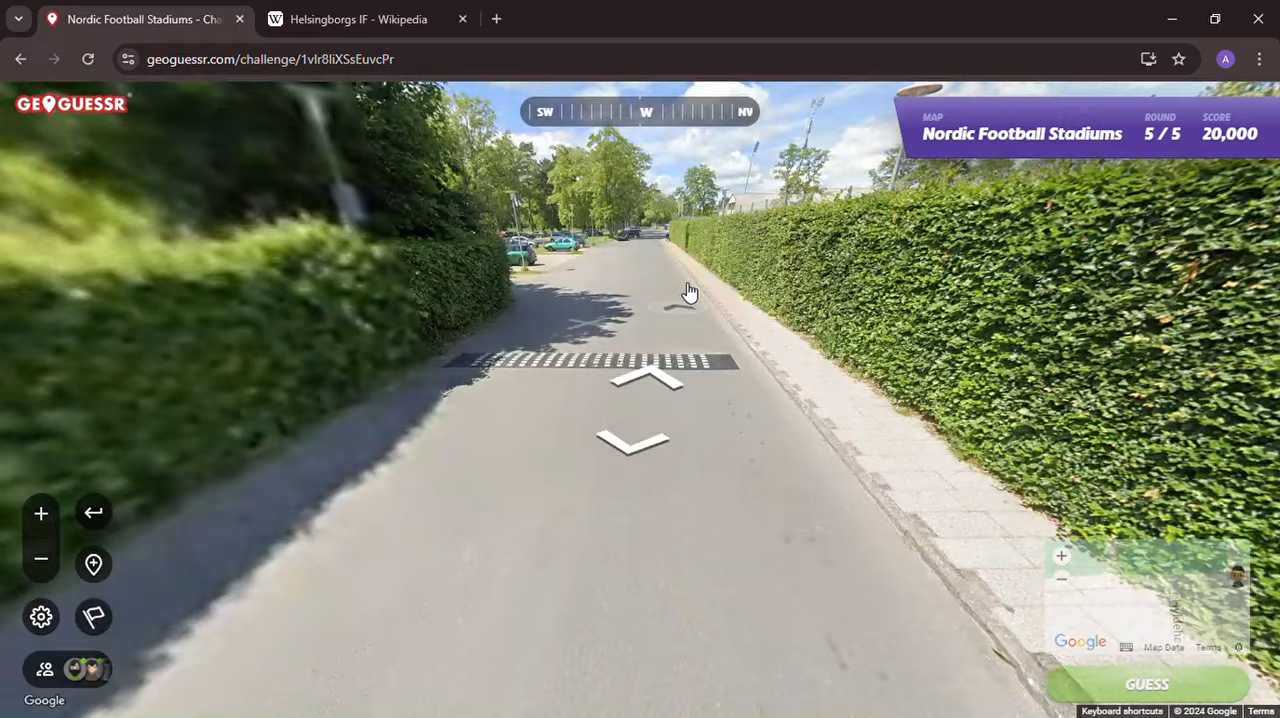 Nordic Football Stadiums - Cha
Helsingborgs IF - Wikipedia
geoguessr.com/challenge/1vlr8liXSsEuvcPr
A
GEOGUESSR
SW W NV
MAP ROUND SCORE
Nordic Football Stadiums 5 / 5 20,000
Google Map Data Terms
GUESS
Google
Keyboard shortcuts © 2024 Google Terms